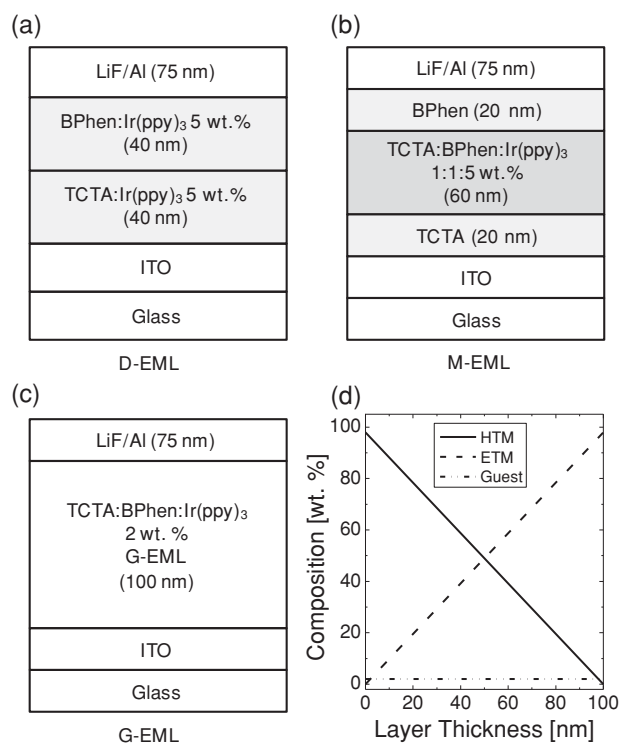 (a)
LiF/Al (75 nm)
BPhen:Ir(ppy)3 5 wt.%
(40 nm)
TCTA:Ir(ppy)3 5 wt.%
(40 nm)
ITO
Glass
D-EML
(b)
LiF/Al (75 nm)
BPhen (20 nm)
TCTA:BPhen:Ir(ppy)3
1:1:5 wt.%
(60 nm)
TCTA (20 nm)
ITO
Glass
M-EML
(c)
LiF/Al (75 nm)
TCTA:BPhen:Ir(ppy)3
2 wt. %
G-EML
(100 nm)
ITO
Glass
G-EML
(d)
HTM
ETM
Guest
Composition [wt. %]
100
80
60
40
20
0
0 20 40 60 80 100
Layer Thickness [nm]